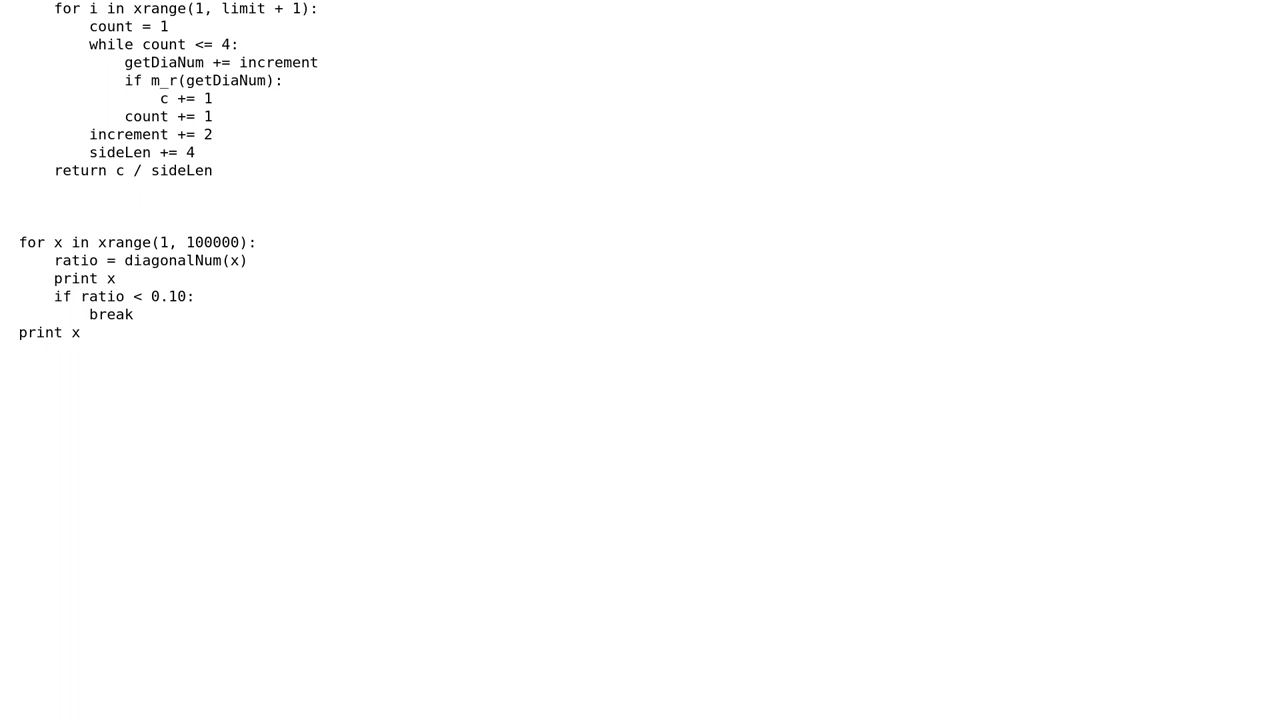 for i in xrange(1, limit + 1):
        count = 1
        while count <= 4:
            getDiaNum += increment
            if m_r(getDiaNum):
                c += 1
            count += 1
        increment += 2
        sideLen += 4
    return c / sideLen
for x in xrange(1, 100000):
    ratio = diagonalNum(x)
    print x
    if ratio < 0.10:
        break
print x